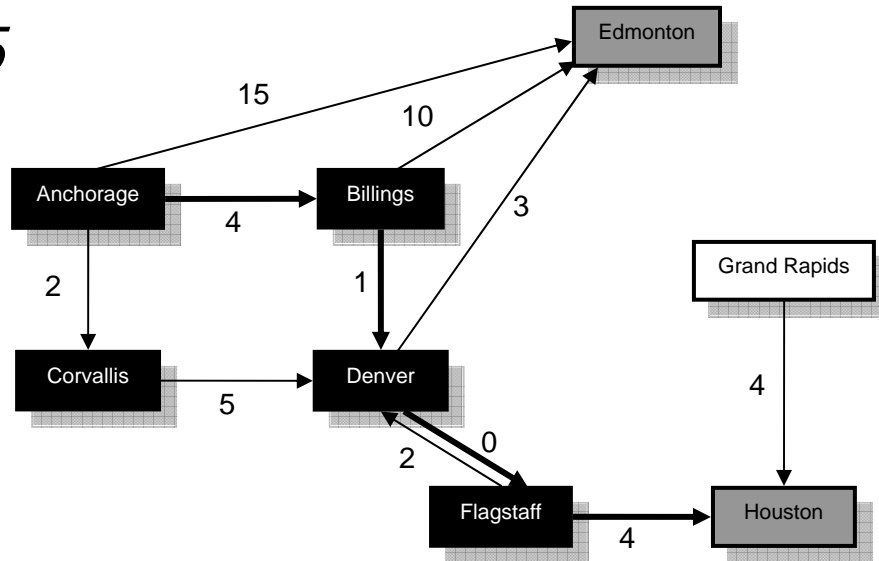 5
Edmonton
15
10
Anchorage
Billings
4
3
Grand Rapids
2
1
Corvallis
Denver
4
5
0
2
Flagstaff
Houston
4